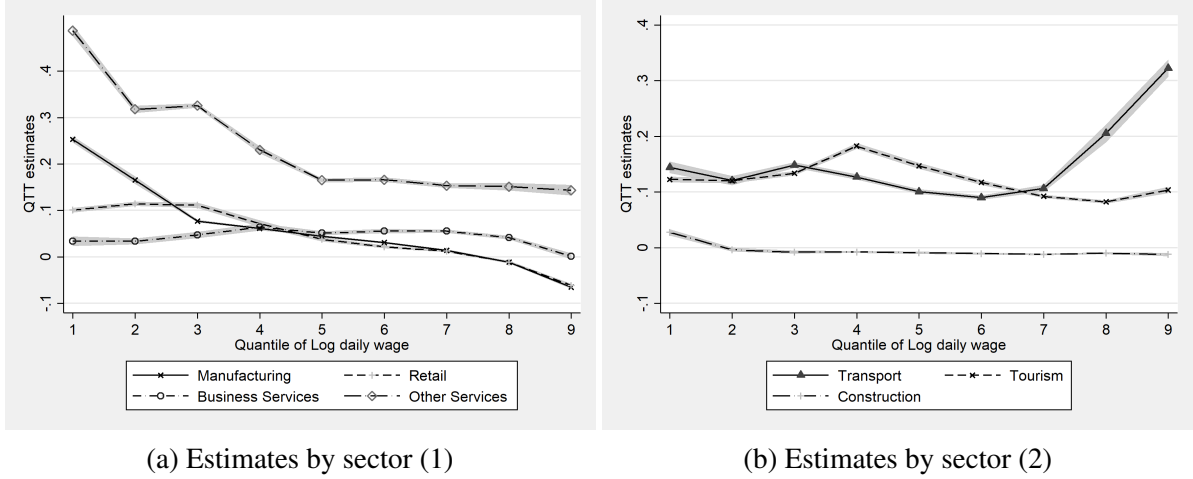 QTT estimates
.4
.3
.2
.1
0
-.1
1 2 3 4 5 6 7 8 9
Quantile of Log daily wage
Manufacturing Retail
Business Services Other Services
(a) Estimates by sector (1)
QTT estimates
.4
.3
.2
.1
0
-.1
1 2 3 4 5 6 7 8 9
Quantile of Log daily wage
Transport Tourism
Construction
(b) Estimates by sector (2)